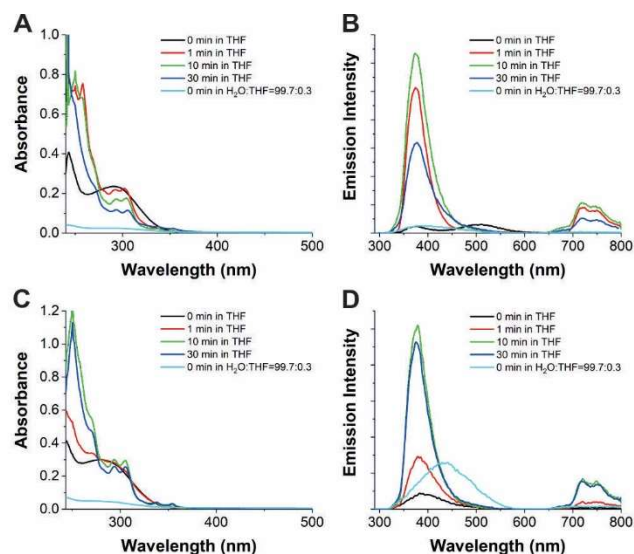 A
1.0
0.8
0.6
0.4
0.2
0.0
Absorbance
0 min in THF
1 min in THF
10 min in THF
30 min in THF
0 min in H₂O:THF=99.7:0.3
300
400
500
Wavelength (nm)
B
Emission Intensity
0 min in THF
1 min in THF
10 min in THF
30 min in THF
0 min in H₂O:THF=99.7:0.3
300
400
500
600
700
800
Wavelength (nm)
C
1.2
1.0
0.8
0.6
0.4
0.2
0.0
Absorbance
0 min in THF
1 min in THF
10 min in THF
30 min in THF
0 min in H₂O:THF=99.7:0.3
300
400
500
Wavelength (nm)
D
Emission Intensity
0 min in THF
1 min in THF
10 min in THF
30 min in THF
0 min in H₂O:THF=99.7:0.3
300
400
500
600
700
800
Wavelength (nm)